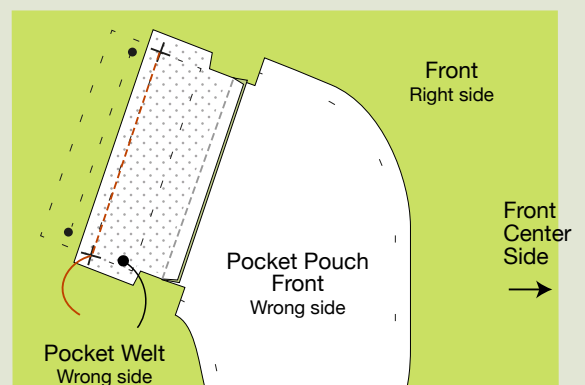 Front
Right side
Front
Center
Side
Pocket Pouch
Front
Wrong side
Pocket Welt
Wrong side